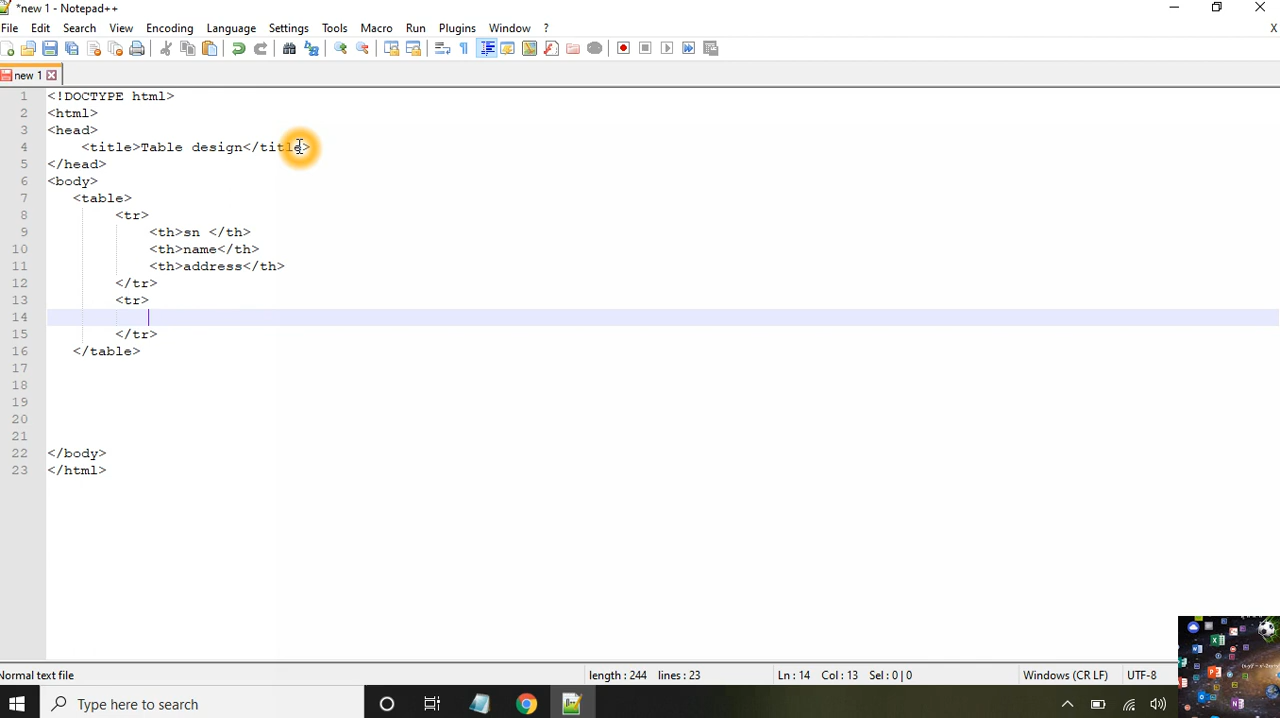 *new 1 - Notepad++
File Edit Search View Encoding Language Settings Tools Macro Run Plugins Window ? X
new 1
1 <!DOCTYPE html>
2 <html>
3 <head>
4 <title>Table design</title>
5 </head>
6 <body>
7 <table>
8 <tr>
9 <th>sn </th>
10 <th>name</th>
11 <th>address</th>
12 </tr>
13 <tr>
14
15 </tr>
16 </table>
17
18
19
20
21
22 </body>
23 </html>
Normal text file length : 244 lines : 23 Ln : 14 Col : 13 Sel : 0 | 0 Windows (CR LF) UTF-8
Type here to search